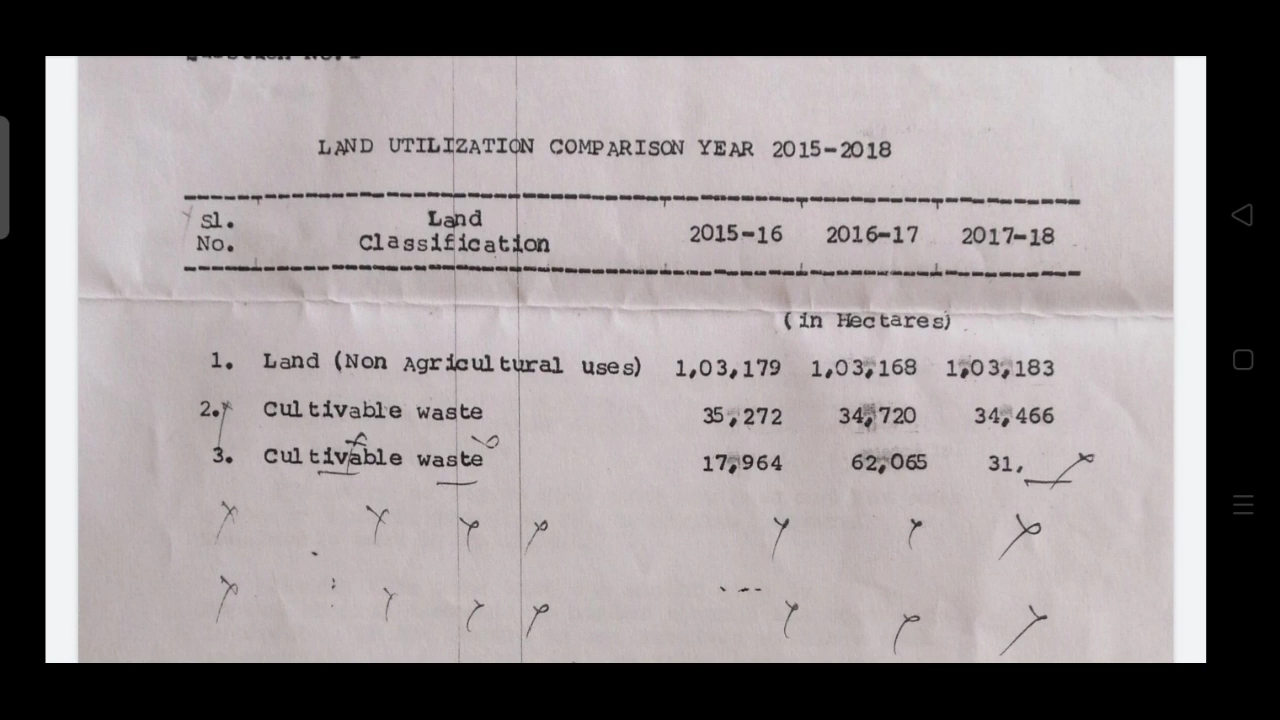 LAND UTILIZATION COMPARISON YEAR 2015-2018
Sl. No. Land Classification 2015-16 2016-17 2017-18
(in Hectares)
1. Land (Non Agricultural uses) 1,03,179 1,03,168 1,03,183
2. Cultivable waste 35,272 34,720 34,466
3. Cultivable waste 17,964 62,065 31,